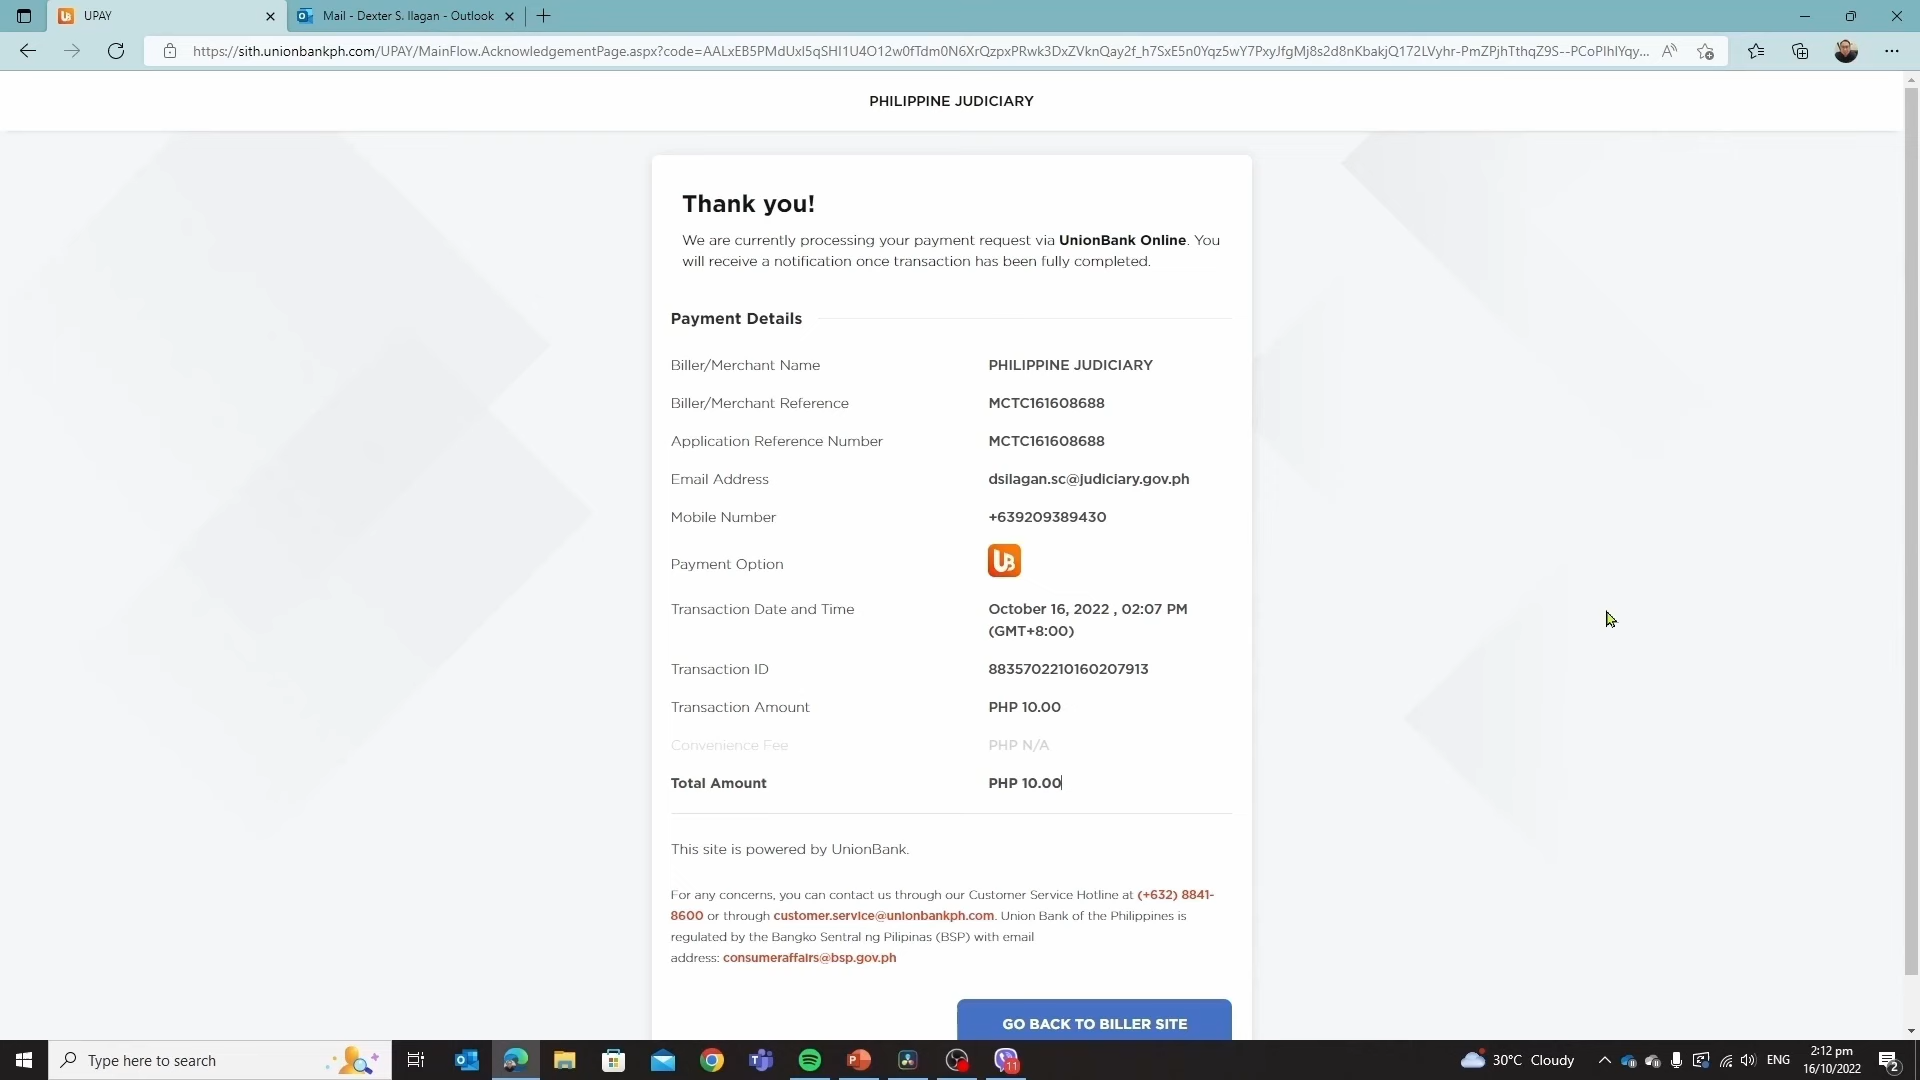 UPAY
Mail - Dexter S. Ilagan - Outlook
https://sith.unionbankph.com/UPAY/MainFlow.AcknowledgementPage.aspx?code=
PHILIPPINE JUDICIARY
Thank you!
We are currently processing your payment request via UnionBank Online. You
will receive a notification once transaction has been fully completed.
Payment Details
Biller/Merchant Name PHILIPPINE JUDICIARY
Biller/Merchant Reference MCTC161608688
Application Reference Number MCTC161608688
Email Address dsilagan.sc@judiciary.gov.ph
Mobile Number +639209389430
Payment Option UB
Transaction Date and Time October 16, 2022 , 02:07 PM
(GMT+8:00)
Transaction ID 8835702210160207913
Transaction Amount PHP 10.00
Convenience Fee PHP N/A
Total Amount PHP 10.00
This site is powered by UnionBank.
For any concerns, you can contact us through our Customer Service Hotline at (+632) 8841-
8600 or through customer.service@unionbankph.com. Union Bank of the Philippines is
regulated by the Bangko Sentral ng Pilipinas (BSP) with email
address: consumeraffairs@bsp.gov.ph
GO BACK TO BILLER SITE
Type here to search
11
30°C Cloudy
ENG
2:12 pm
16/10/2022
2